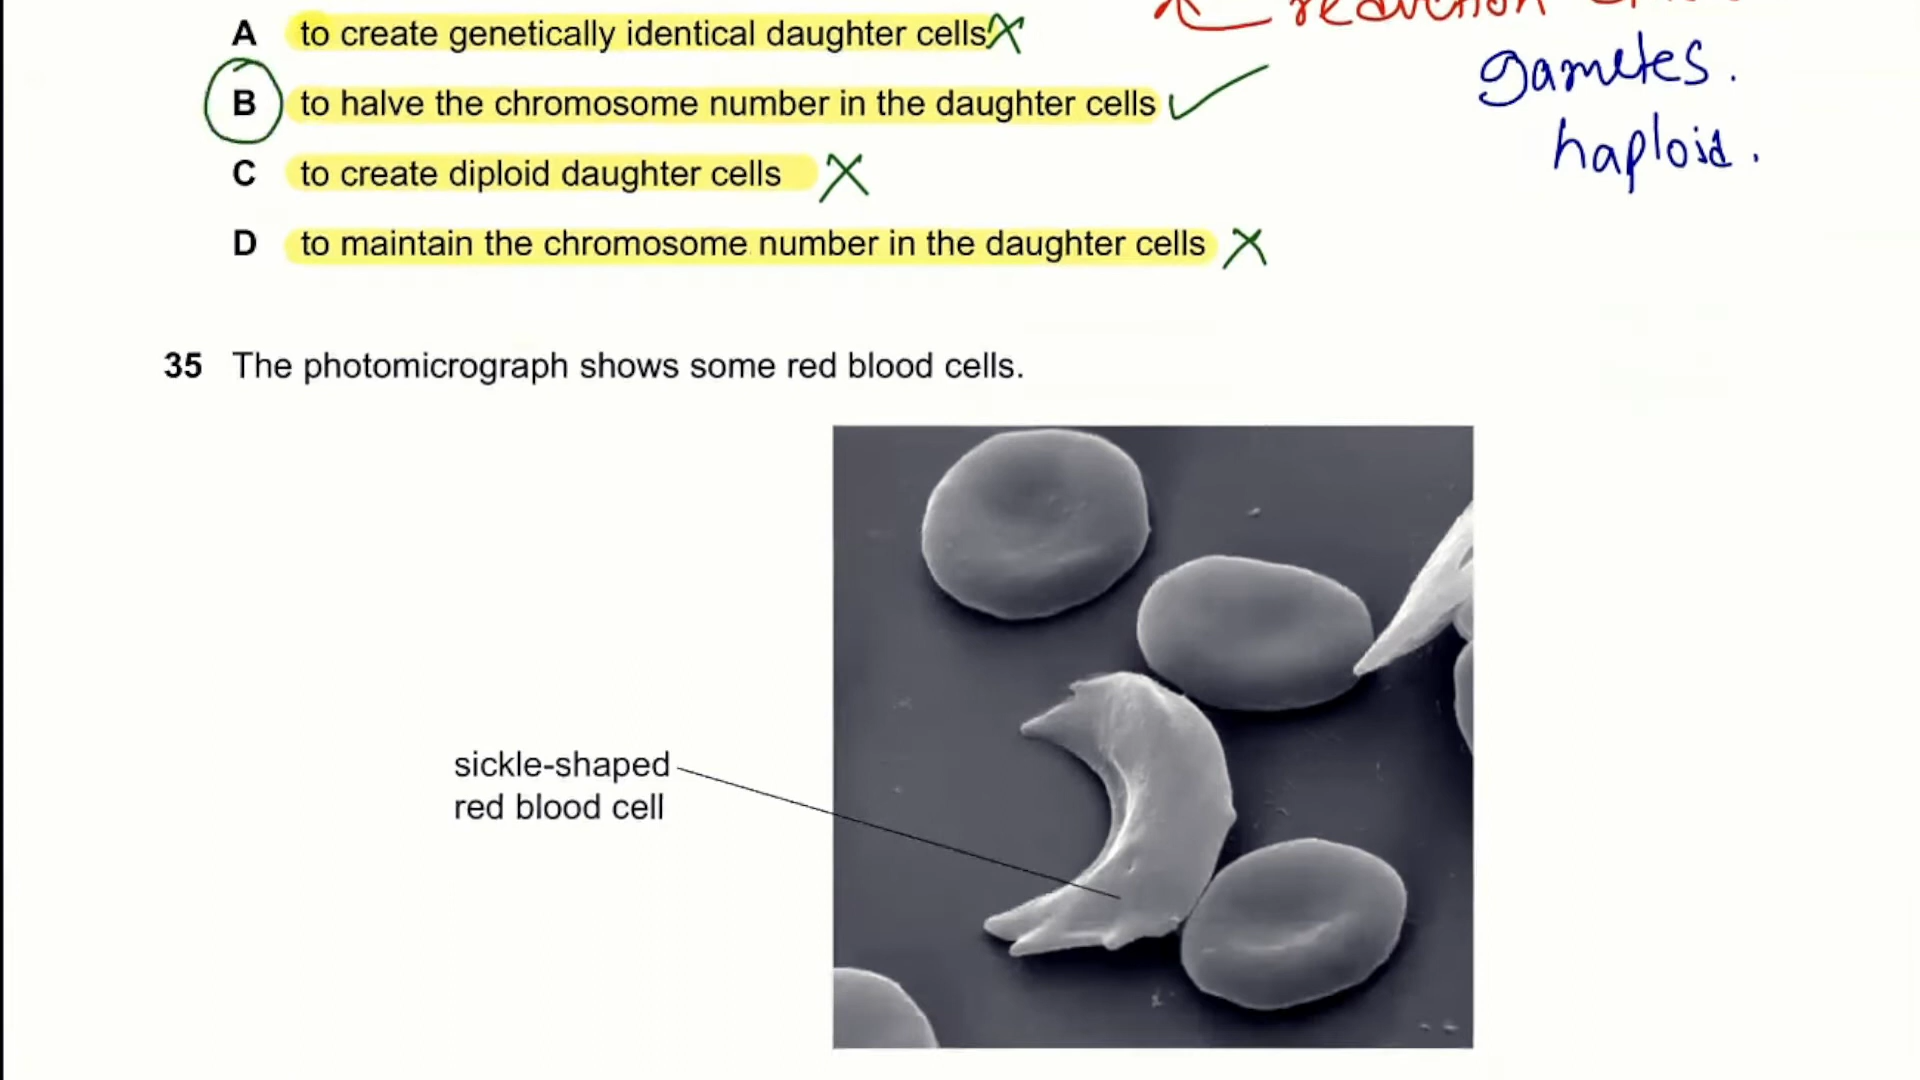 A to create genetically identical daughter cells
B to halve the chromosome number in the daughter cells
C to create diploid daughter cells
D to maintain the chromosome number in the daughter cells
gametes.
haploid.
35 The photomicrograph shows some red blood cells.
sickle-shaped
red blood cell